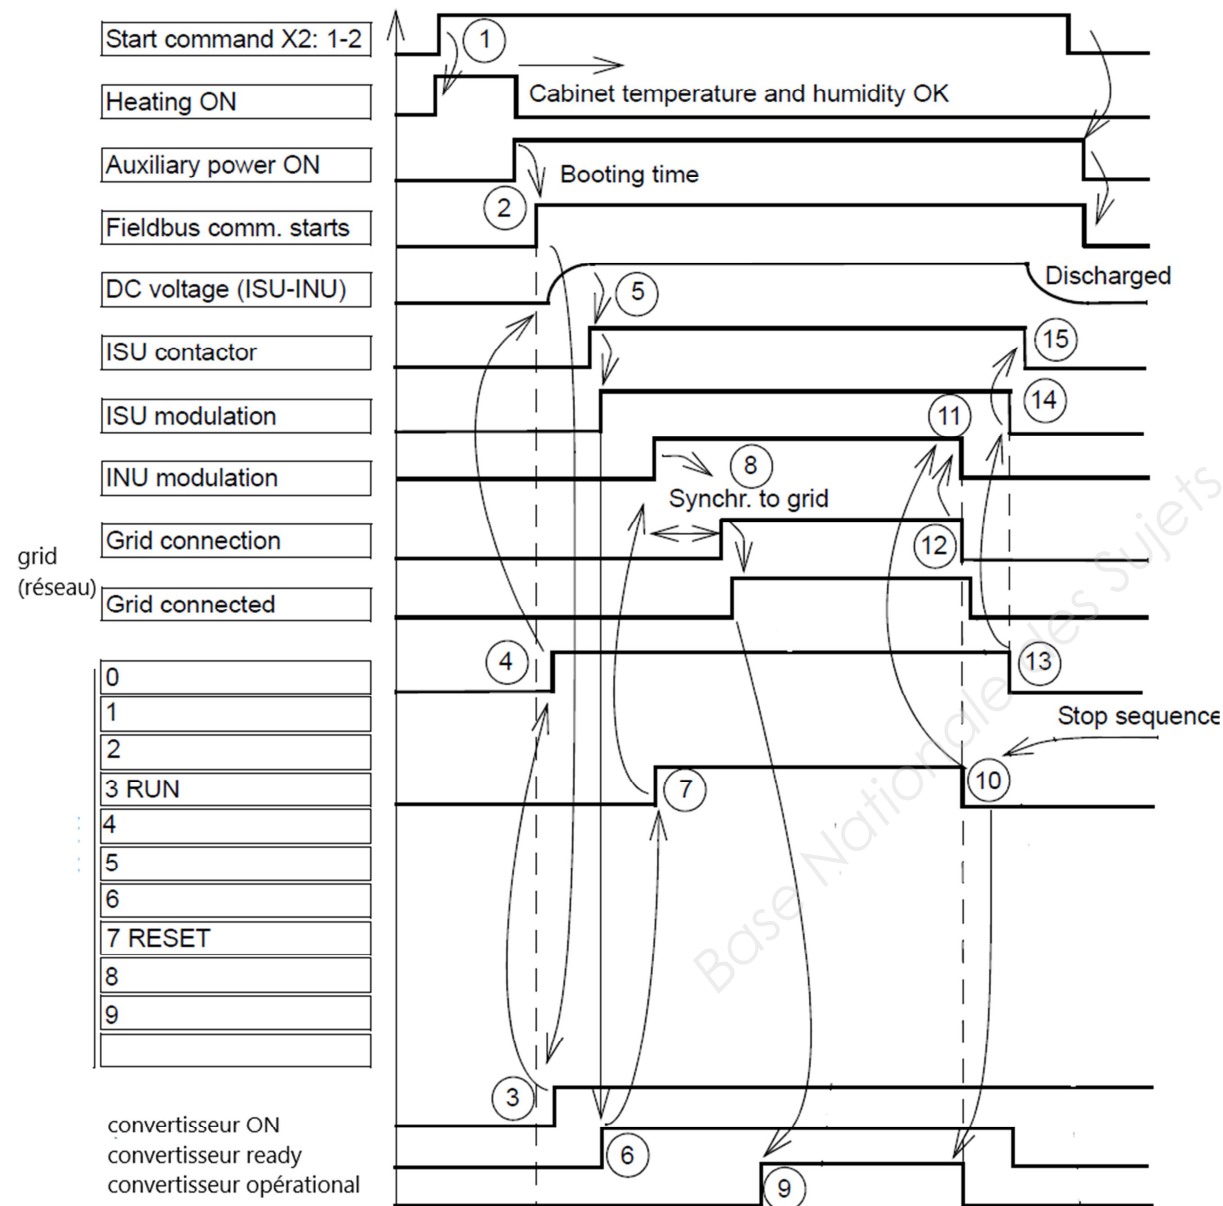 Start command X2: 1-2
1
Heating ON
Cabinet temperature and humidity OK
Auxiliary power ON
Booting time
2
Fieldbus comm. starts
DC voltage (ISU-INU)
5
Discharged
ISU contactor
15
ISU modulation
11
14
INU modulation
8
Synchr. to grid
grid
(réseau)
Grid connection
12
Grid connected
4
13
0
1
Stop sequence
2
3 RUN
7
10
4
5
6
7 RESET
8
9
3
convertisseur ON
convertisseur ready
6
convertisseur opérational
9
Base Nationale des Sujets